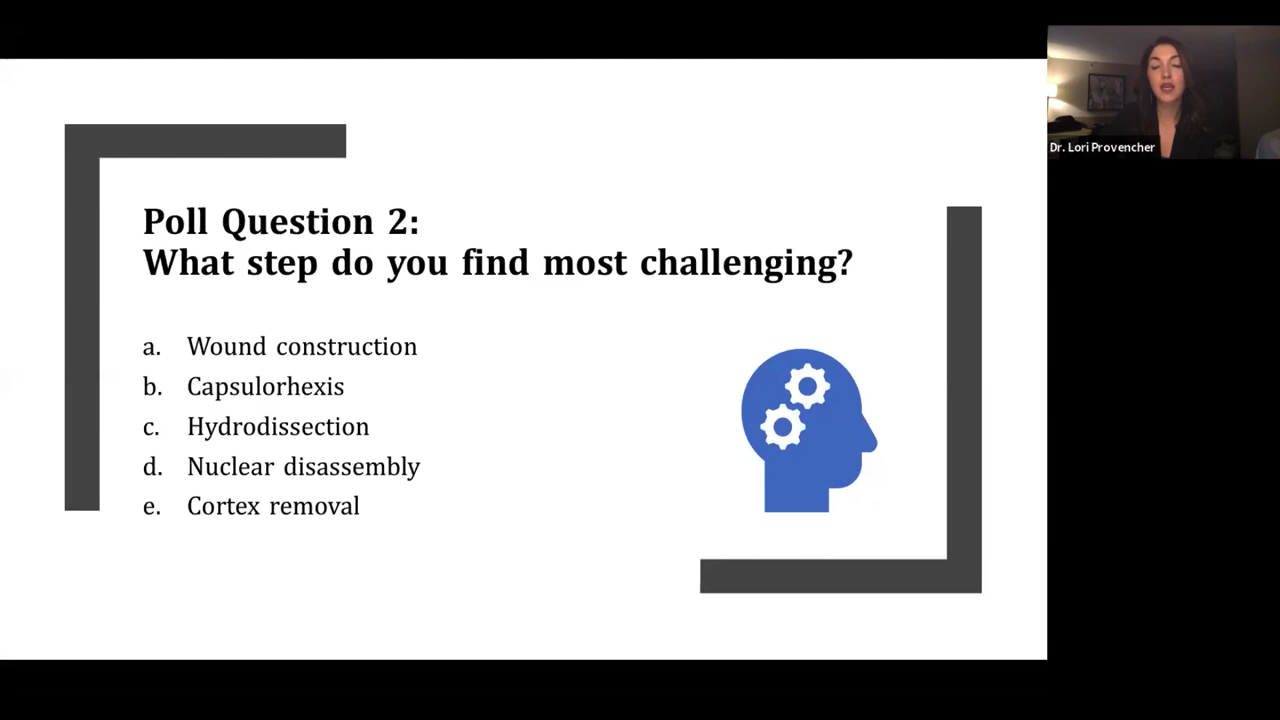 Poll Question 2:
What step do you find most challenging?
a. Wound construction
b. Capsulorhexis
c. Hydrodissection
d. Nuclear disassembly
e. Cortex removal
Dr. Lori Provencher